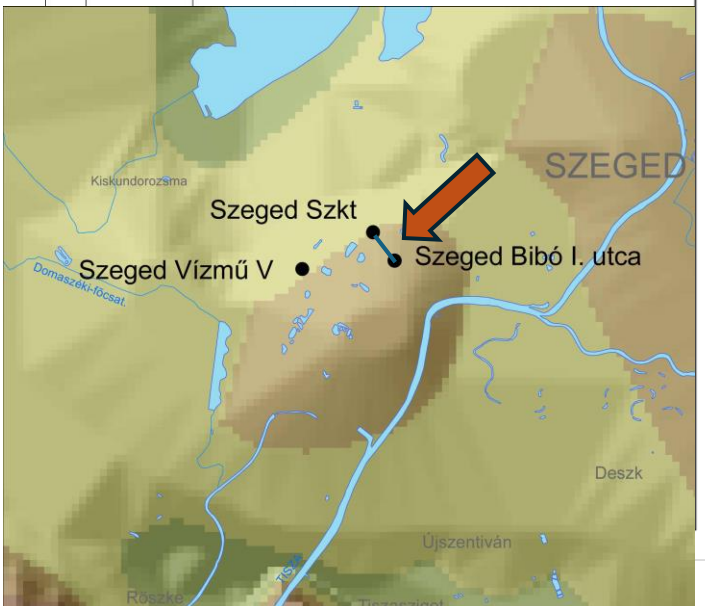 SZEGED
Kiskundorozsma
Szeged Szkt
Szeged Bibó I. utca
Szeged Vízmű V
Domaszéki-főcsat.
Deszk
Újszentiván
TISZA
Röszke
Tiszasziget